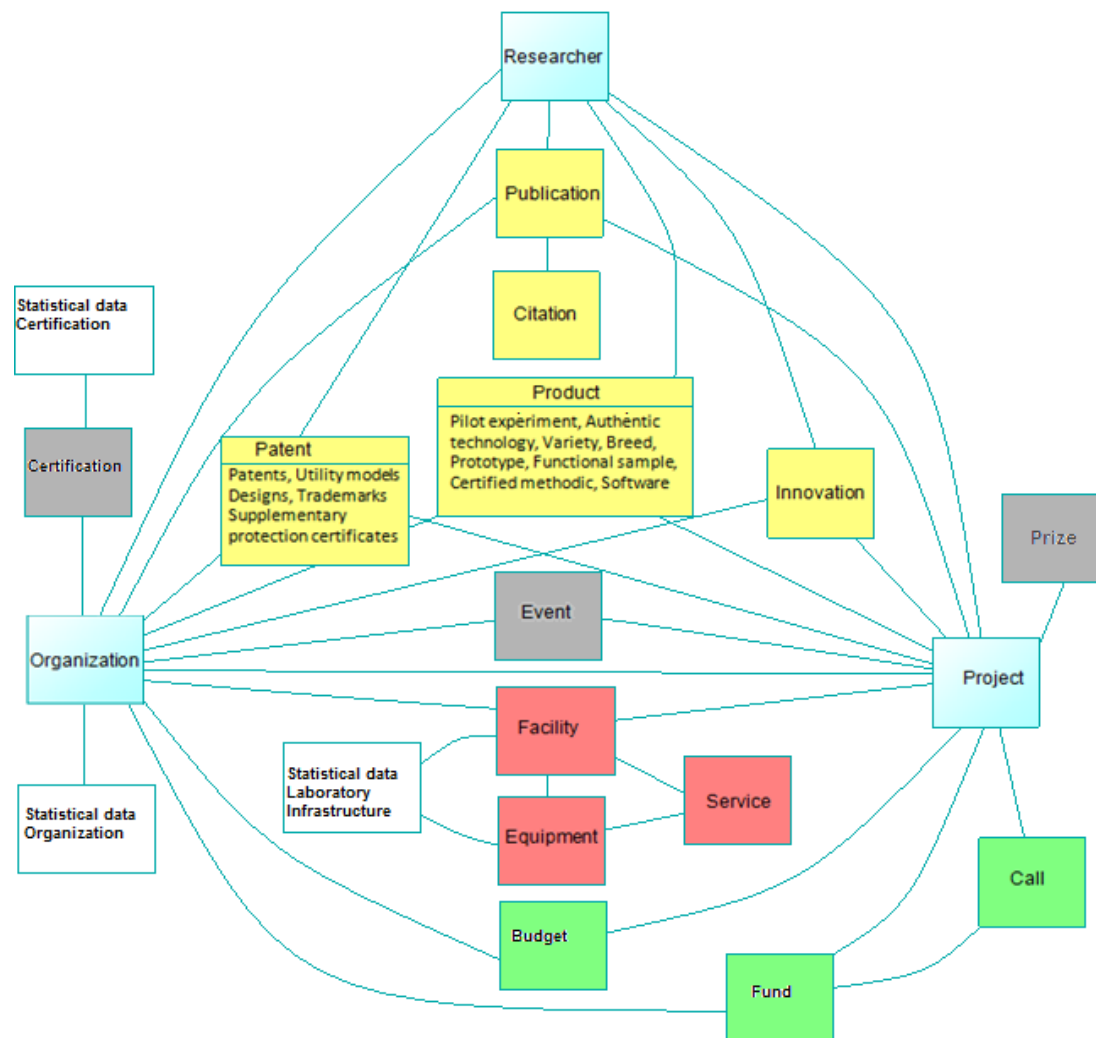 Researcher
Publication
Citation
Statistical data
Certification
Certification
Product
Pilot experiment, Authentic
technology, Variety, Breed,
Prototype, Functional sample,
Certified methodic, Software
Patent
Patents, Utility models
Designs, Trademarks
Supplementary
protection certificates
Innovation
Prize
Event
Organization
Project
Facility
Statistical data
Laboratory
Infrastructure
Service
Equipment
Statistical data
Organization
Call
Budget
Fund